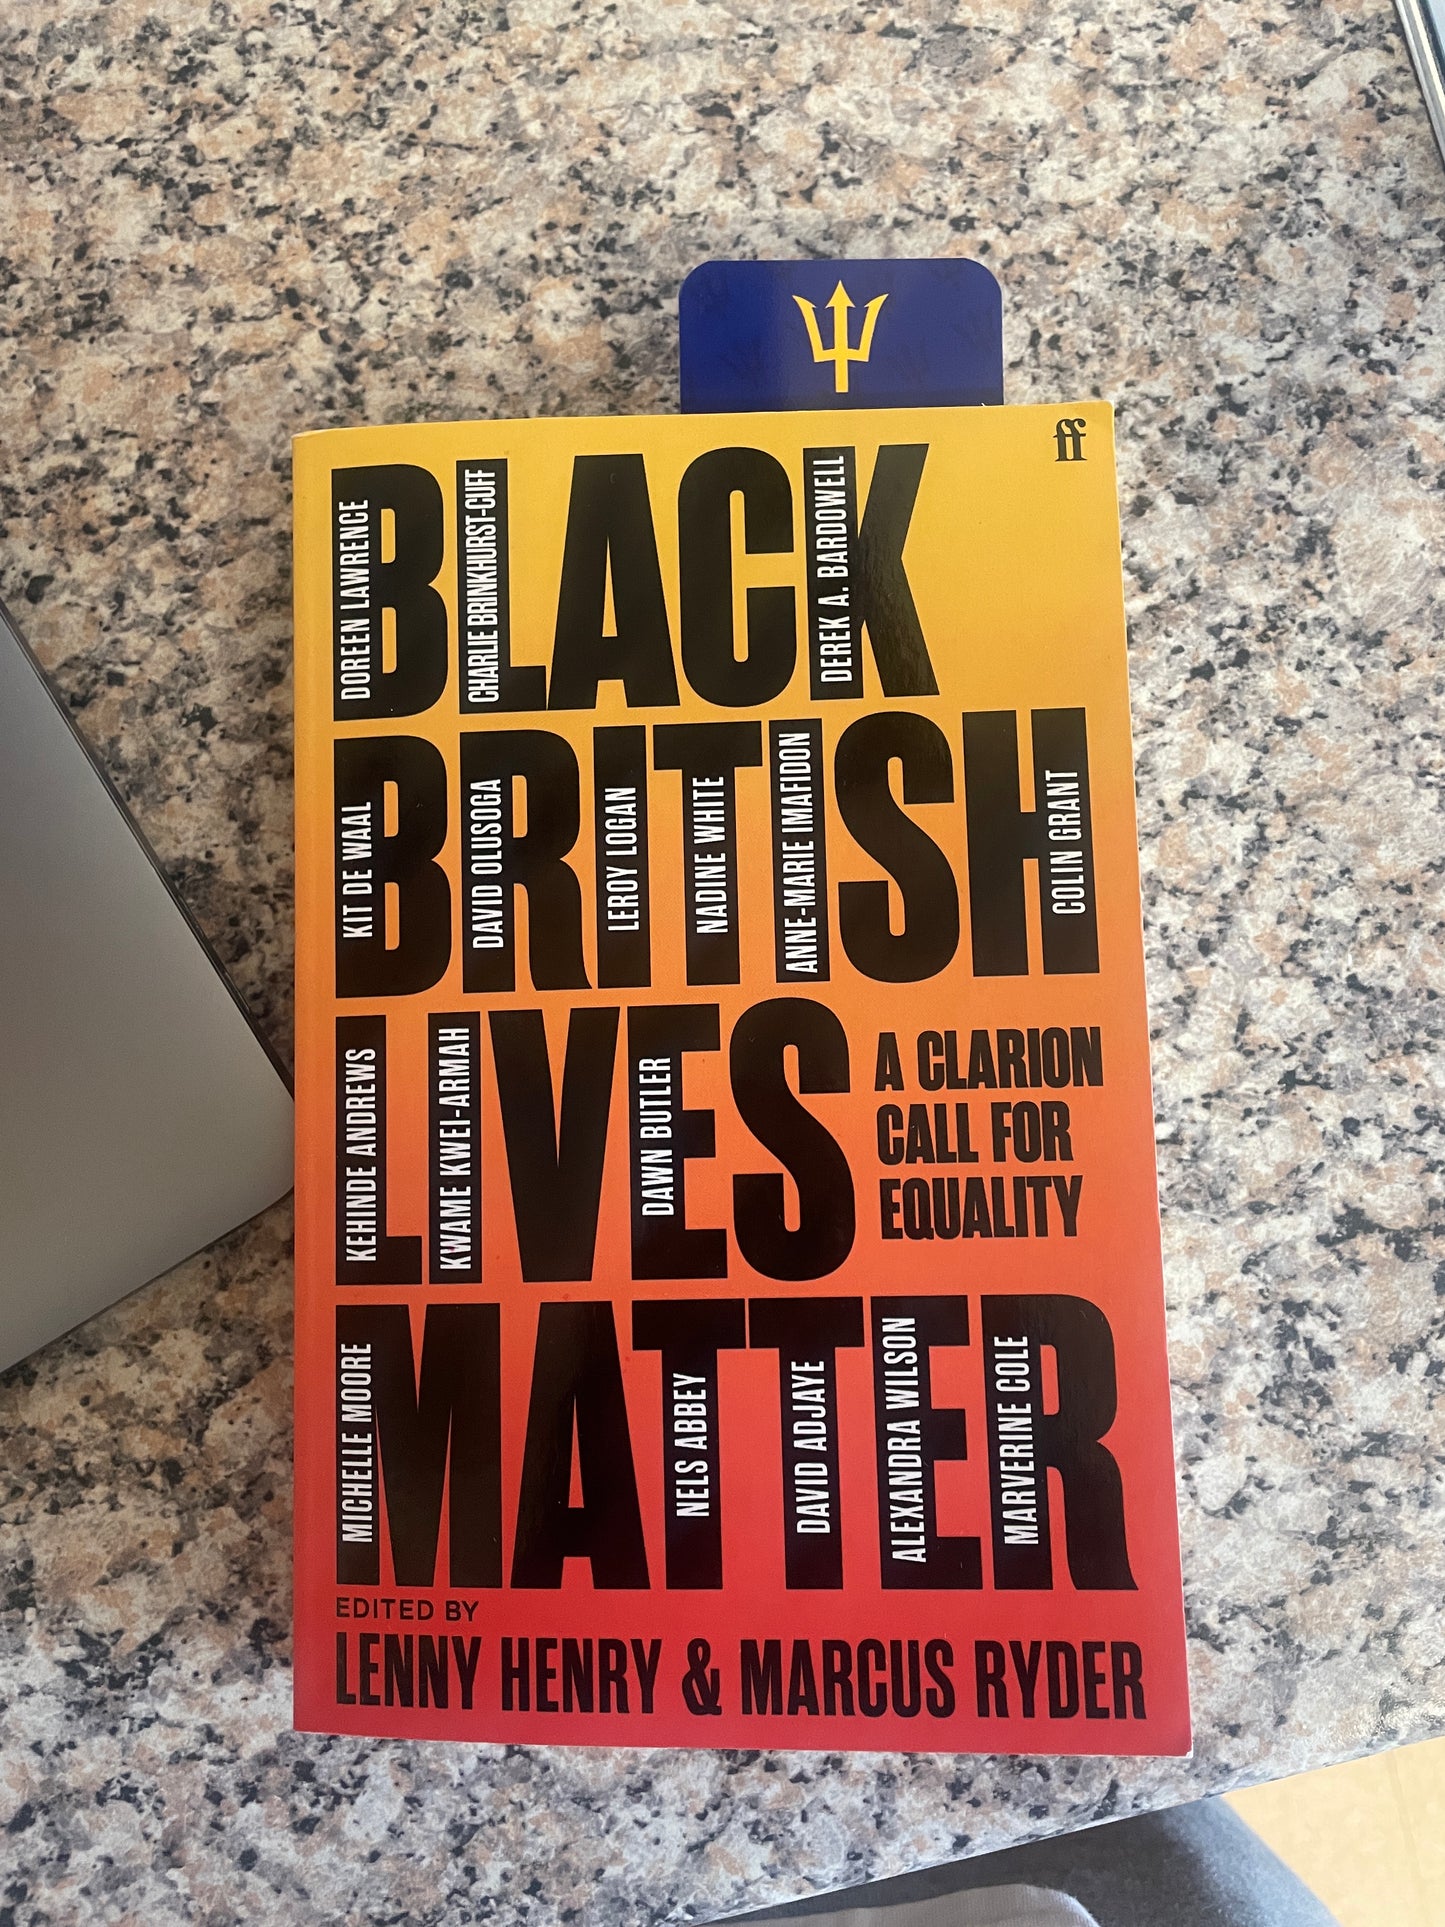 ff
BLACK
DOREEN LAWRENCE
CHARLIE BRINKHURST-CUFF
DEREK A. BARDOWELL
BRITISH
KIT DE WAAL
DAVID OLUSOGA
LEROY LOGAN
NADINE WHITE
ANNE-MARIE IMAFIDON
COLIN GRANT
LIVES
KEHINDE ANDREWS
KWAME KWEI-ARMAH
DAWN BUTLER
A CLARION
CALL FOR
EQUALITY
MATTER
MICHELLE MOORE
NELS ABBEY
DAVID ADJAYE
ALEXANDRA WILSON
MARVERINE COLE
EDITED BY
LENNY HENRY & MARCUS RYDER